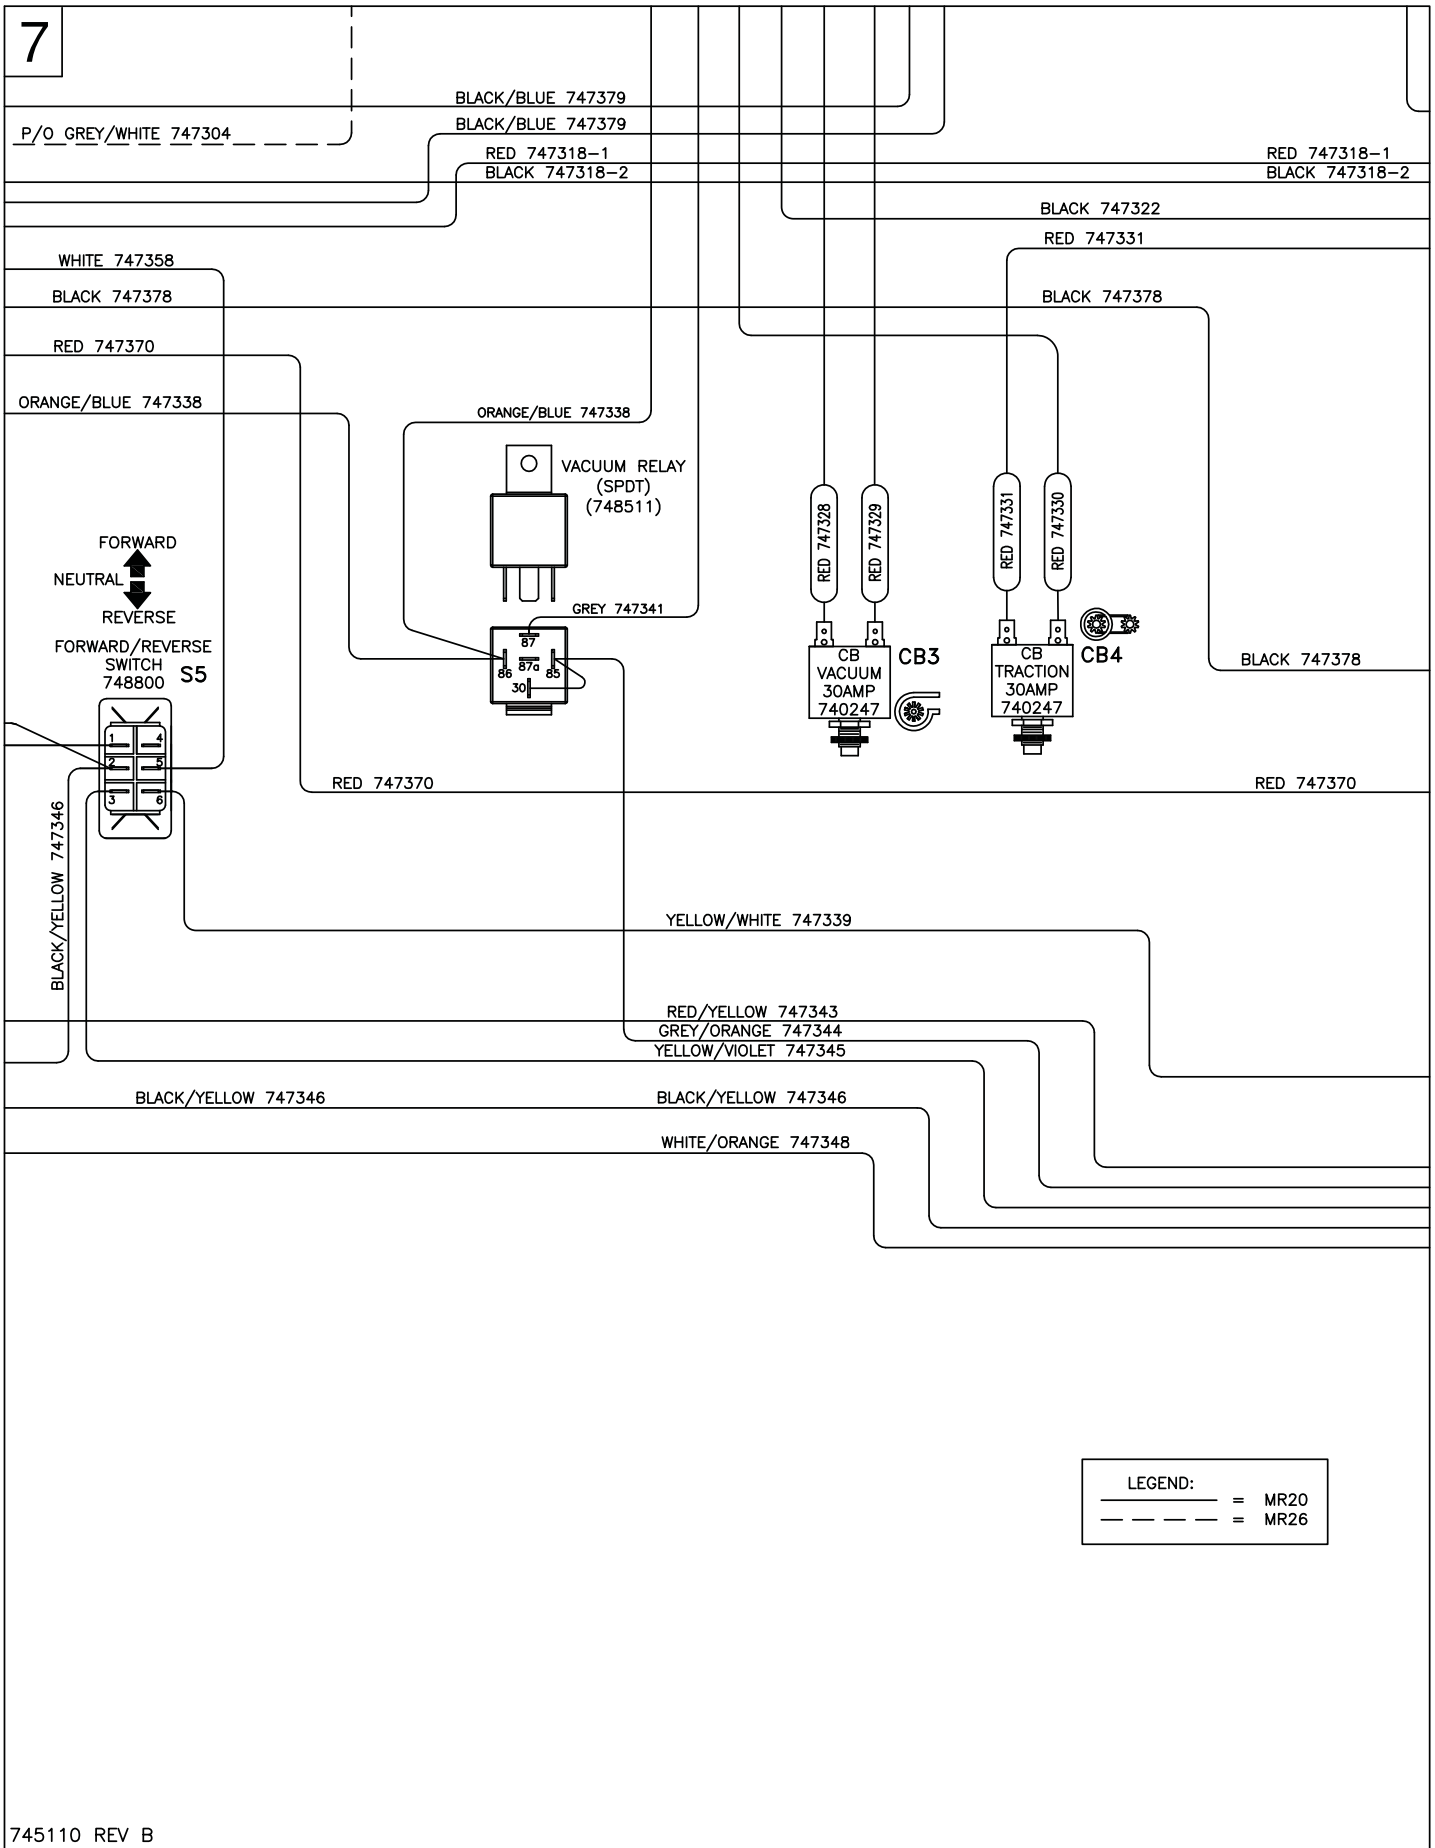 7
BLACK/BLUE 747379
BLACK/BLUE 747379
P/O GREY/WHITE 747304
RED 747318-1
RED 747318-1
BLACK 747318-2
BLACK 747318-2
BLACK 747322
RED 747331
WHITE 747358
BLACK 747378
BLACK 747378
RED 747370
ORANGE/BLUE 747338
ORANGE/BLUE 747338
VACUUM RELAY
(SPDT)
(748511)
RED 747328
RED 747329
RED 747331
RED 747330
FORWARD
NEUTRAL
REVERSE
FORWARD/REVERSE
SWITCH
748800
S5
GREY 747341
87
87a
86
85
30
CB
VACUUM
30AMP
740247
CB3
CB
TRACTION
30AMP
740247
CB4
BLACK 747378
1
4
2
5
3
6
RED 747370
RED 747370
BLACK/YELLOW 747346
YELLOW/WHITE 747339
RED/YELLOW 747343
GREY/ORANGE 747344
YELLOW/VIOLET 747345
BLACK/YELLOW 747346
BLACK/YELLOW 747346
WHITE/ORANGE 747348
LEGEND:
= MR20
= MR26
745110 REV B